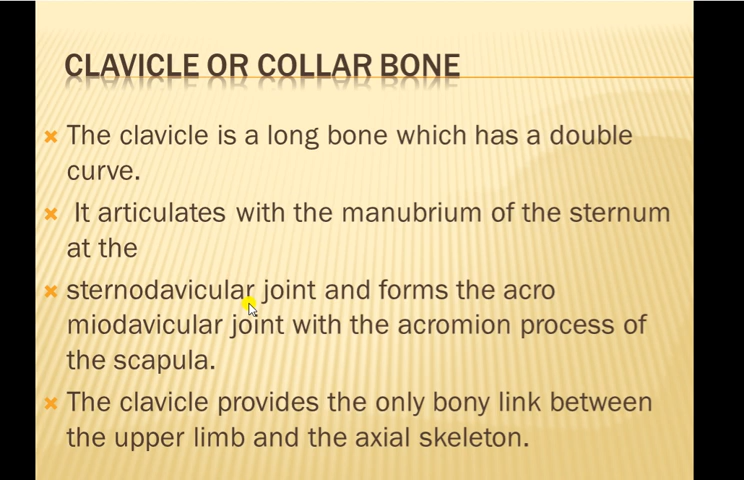 CLAVICLE OR COLLAR BONE
The clavicle is a long bone which has a double
curve.
It articulates with the manubrium of the sternum
at the
sternodavicular joint and forms the acro
miodavicular joint with the acromion process of
the scapula.
The clavicle provides the only bony link between
the upper limb and the axial skeleton.